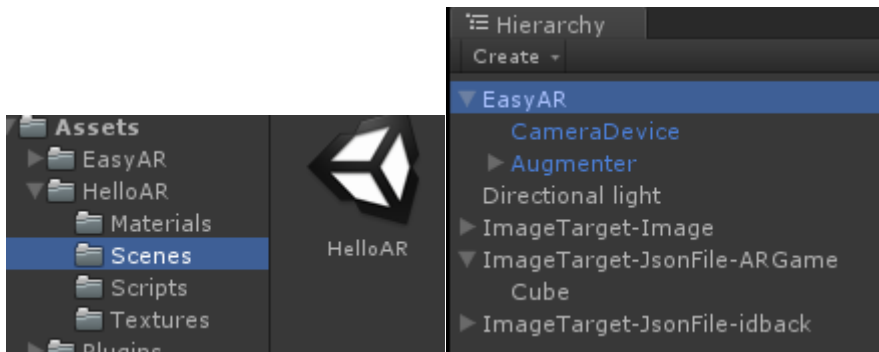 Assets
EasyAR
HelloAR
Materials
Scenes
Scripts
Textures
Plugins
HelloAR
Hierarchy
Create
EasyAR
CameraDevice
Augmenter
Directional light
ImageTarget-Image
ImageTarget-JsonFile-ARGame
Cube
ImageTarget-JsonFile-idback